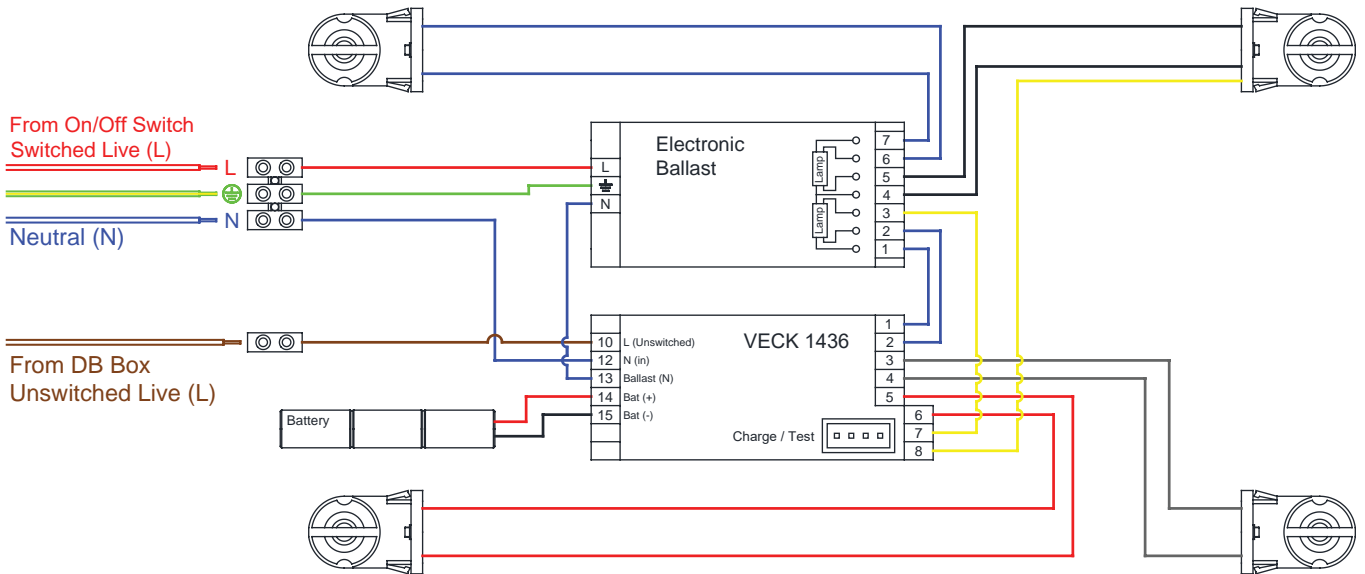 From On/Off Switch
Switched Live (L)
L
N
Neutral (N)
From DB Box
Unswitched Live (L)
Electronic
Ballast
L
N
Lamp
Lamp
7
6
5
4
3
2
1
VECK 1436
10 L (Unswitched)
12 N (in)
13 Ballast (N)
14 Bat (+)
15 Bat (-)
Charge / Test
1
2
3
4
5
6
7
8
Battery